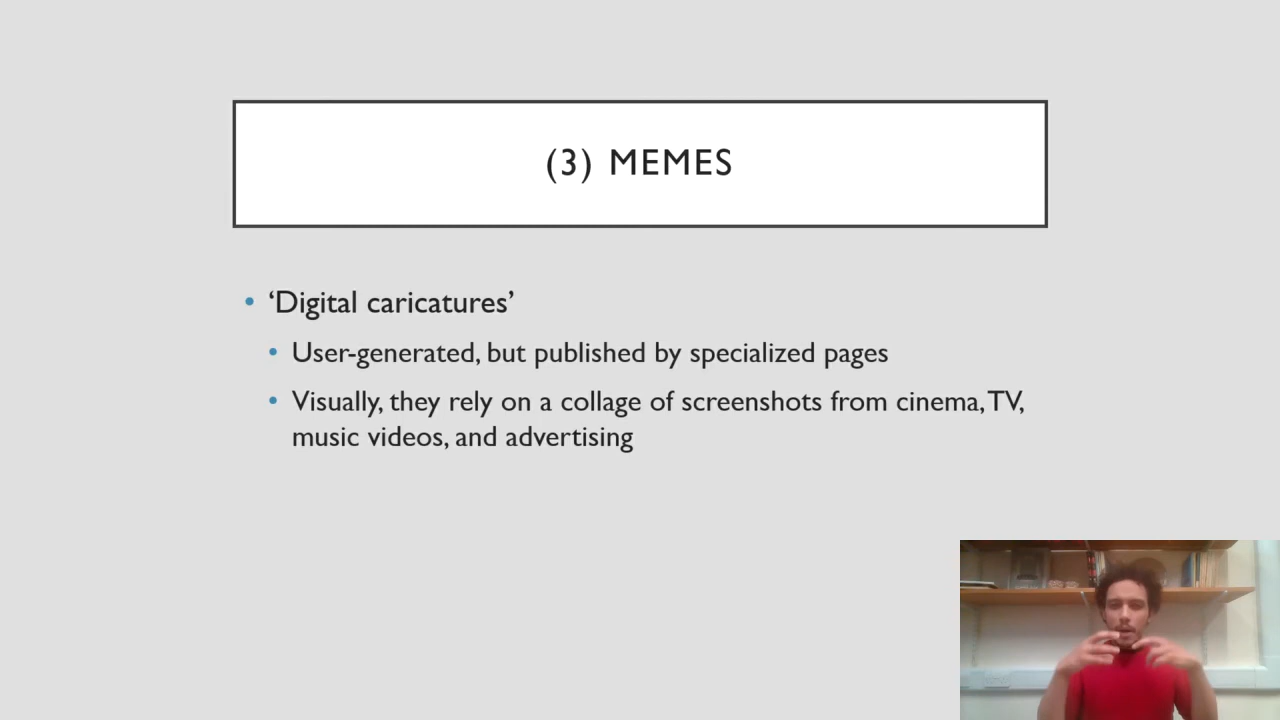 (3) MEMES
• ‘Digital caricatures’
• User-generated, but published by specialized pages
• Visually, they rely on a collage of screenshots from cinema, TV,
music videos, and advertising